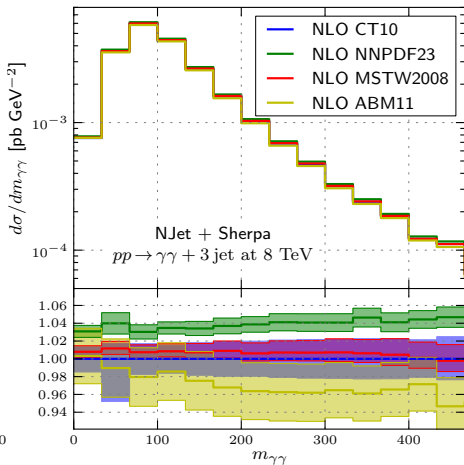 NLO CT10
NLO NNPDF23
NLO MSTW2008
NLO ABM11
dσ/dm_γγ [pb GeV⁻²]
10⁻³
10⁻⁴
NJet + Sherpa
pp → γγ + 3 jet at 8 TeV
1.06
1.04
1.02
1.00
0.98
0.96
0.94
0 0 100 200 300 400
m_γγ